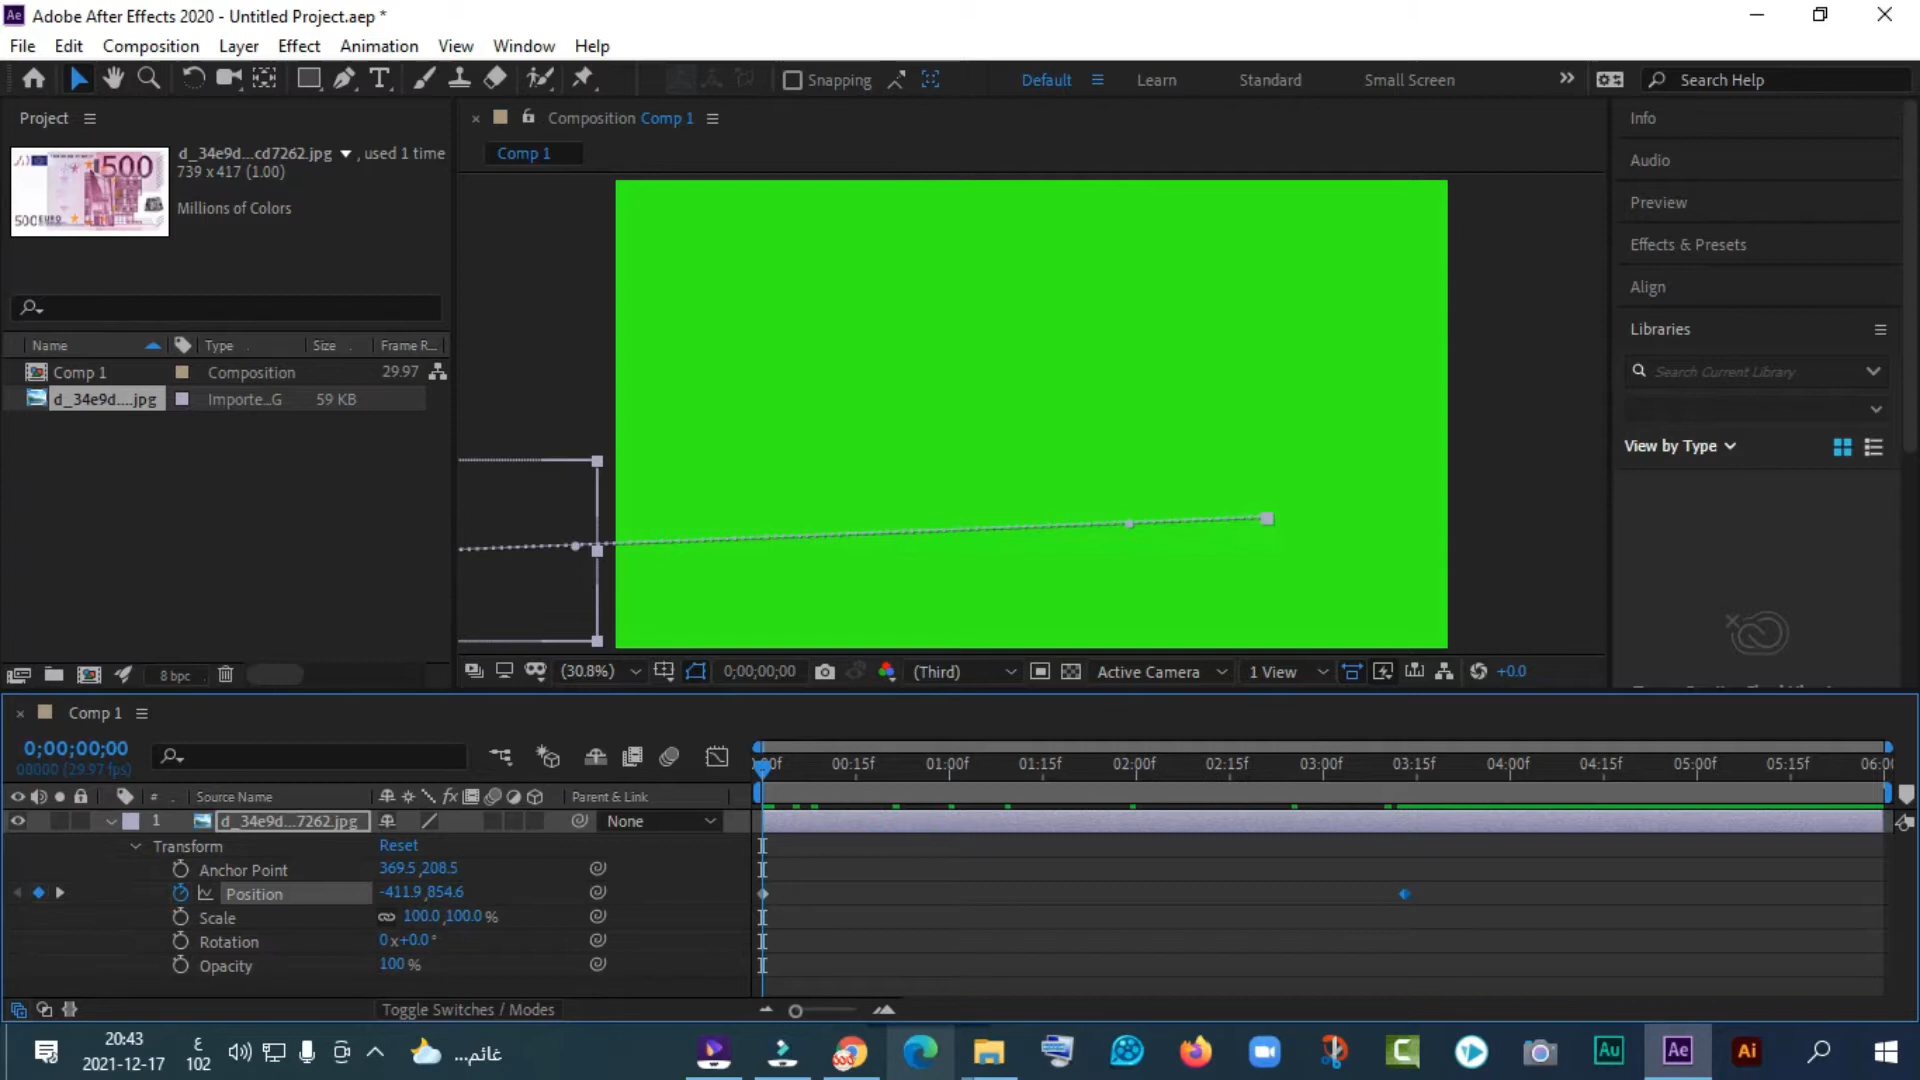 Ae Adobe After Effects 2020 - Untitled Project.aep *
File Edit Composition Layer Effect Animation View Window Help
Snapping Default Learn Standard Small Screen Search Help
Project
d_34e9d...cd7262.jpg , used 1 time
739 x 417 (1.00)
Millions of Colors
500
500 EURO
Name Type Size Frame R...
Comp 1 Composition 29.97
d_34e9d....jpg Importe...G 59 KB
8 bpc
Composition Comp 1
Comp 1
(30.8%) 0;00;00;00 (Third) Active Camera 1 View +0.0
Info
Audio
Preview
Effects & Presets
Align
Libraries
Search Current Library
View by Type
Comp 1
0;00;00;00
00000 (29.97 fps)
:00f 00:15f 01:00f 01:15f 02:00f 02:15f 03:00f 03:15f 04:00f 04:15f 05:00f 05:15f 06:00
# Source Name fx Parent & Link
1 d_34e9d...7262.jpg None
Transform Reset
Anchor Point 369.5,208.5
Position -411.9,854.6
Scale 100.0,100.0 %
Rotation 0x+0.0°
Opacity 100 %
Toggle Switches / Modes
20:43
2021-12-17
ع
102
غائم...
Au Ae Ai